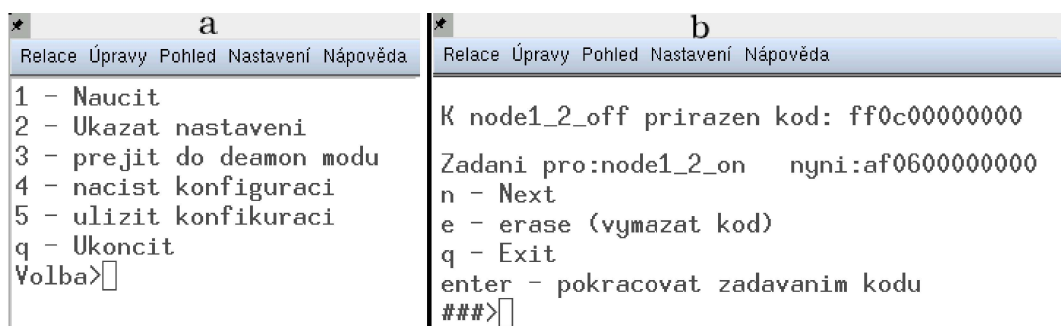 a
Relace Úpravy Pohled Nastavení Nápověda
1 - Naucit
2 - Ukazat nastaveni
3 - prejit do deamon modu
4 - nacist konfiguraci
5 - ulizit konfikuraci
q - Ukoncit
Volba>
b
Relace Úpravy Pohled Nastavení Nápověda
K node1_2_off prirazen kod: ff0c00000000
Zadani pro:node1_2_on nyni:af0600000000
n - Next
e - erase (vymazat kod)
q - Exit
enter - pokracovat zadavanim kodu
###>